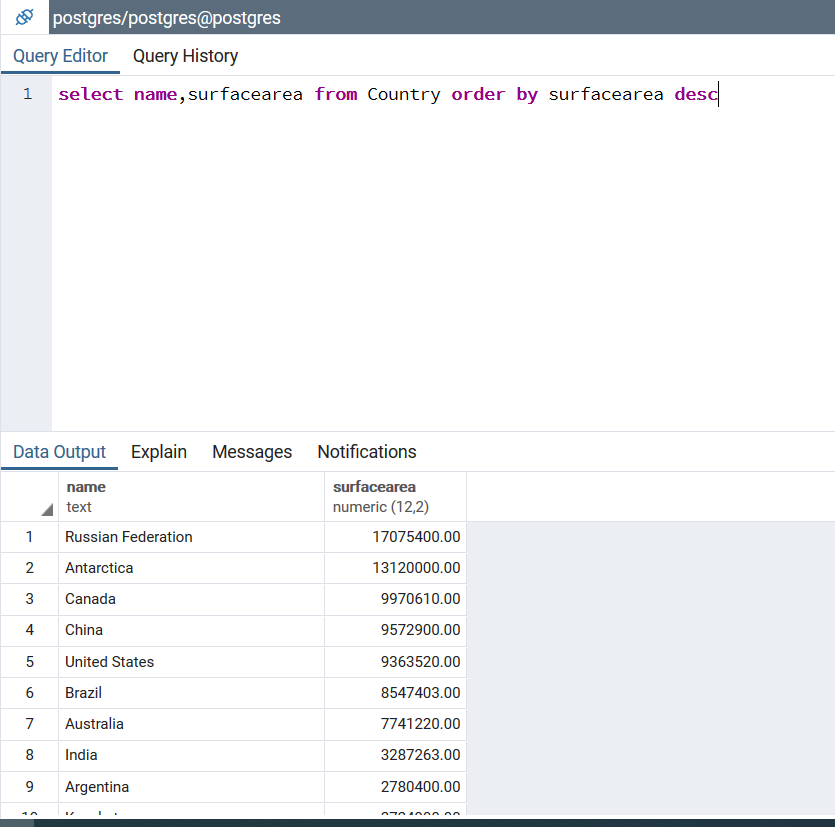 postgres/postgres@postgres
Query Editor Query History
1 select name,surfacearea from Country order by surfacearea desc
Data Output Explain Messages Notifications
name surfacearea
text numeric (12,2)
1 Russian Federation 17075400.00
2 Antarctica 13120000.00
3 Canada 9970610.00
4 China 9572900.00
5 United States 9363520.00
6 Brazil 8547403.00
7 Australia 7741220.00
8 India 3287263.00
9 Argentina 2780400.00